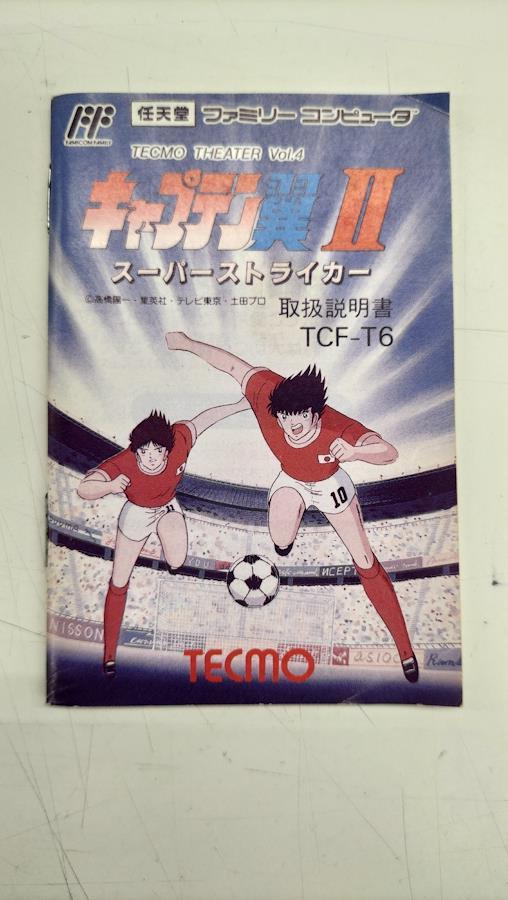 FAMICOM FAMILY
任天堂 ファミリーコンピュータ
TECMO THEATER Vol.4
キャプテン翼 II
スーパーストライカー
©高橋陽一・集英社・テレビ東京・土田プロ
取扱説明書
TCF-T6
10
11
NISSON
TECMO